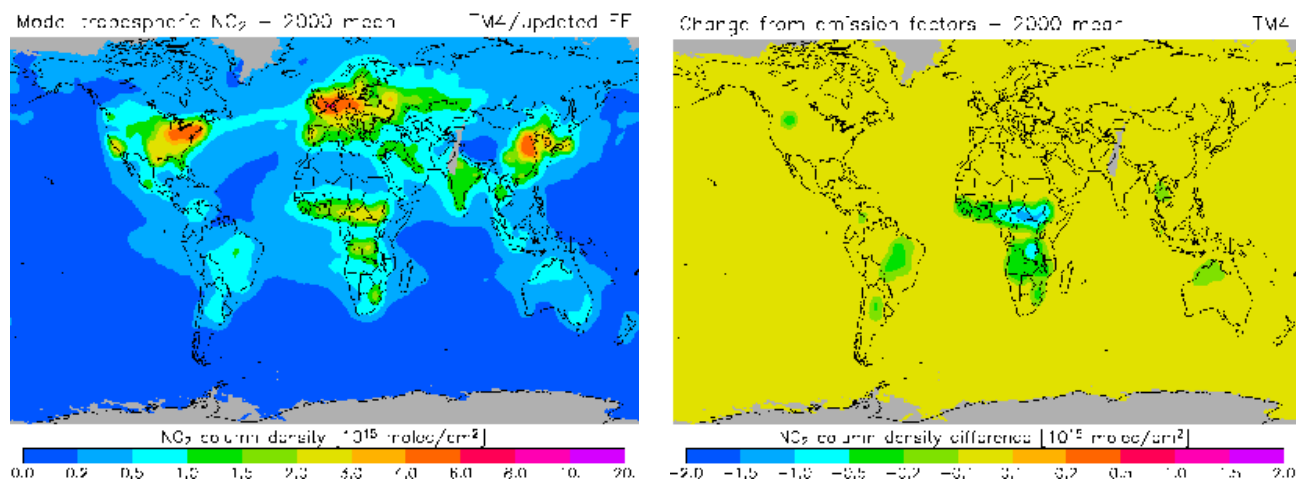 Model tropospheric NO₂ – 2000 mean TM4/updated EF
NO₂ column density [10¹⁵ molec/cm²]
0.0 0.2 0.5 1.0 1.5 2.0 3.0 4.0 6.0 8.0 10. 20.
Change from emission factors – 2000 mean TM4
NO₂ column density difference [10¹⁵ molec/cm²]
−2.0 −1.5 −1.0 −0.5 −0.2 −0.1 0.1 0.2 0.5 1.0 1.5 2.0